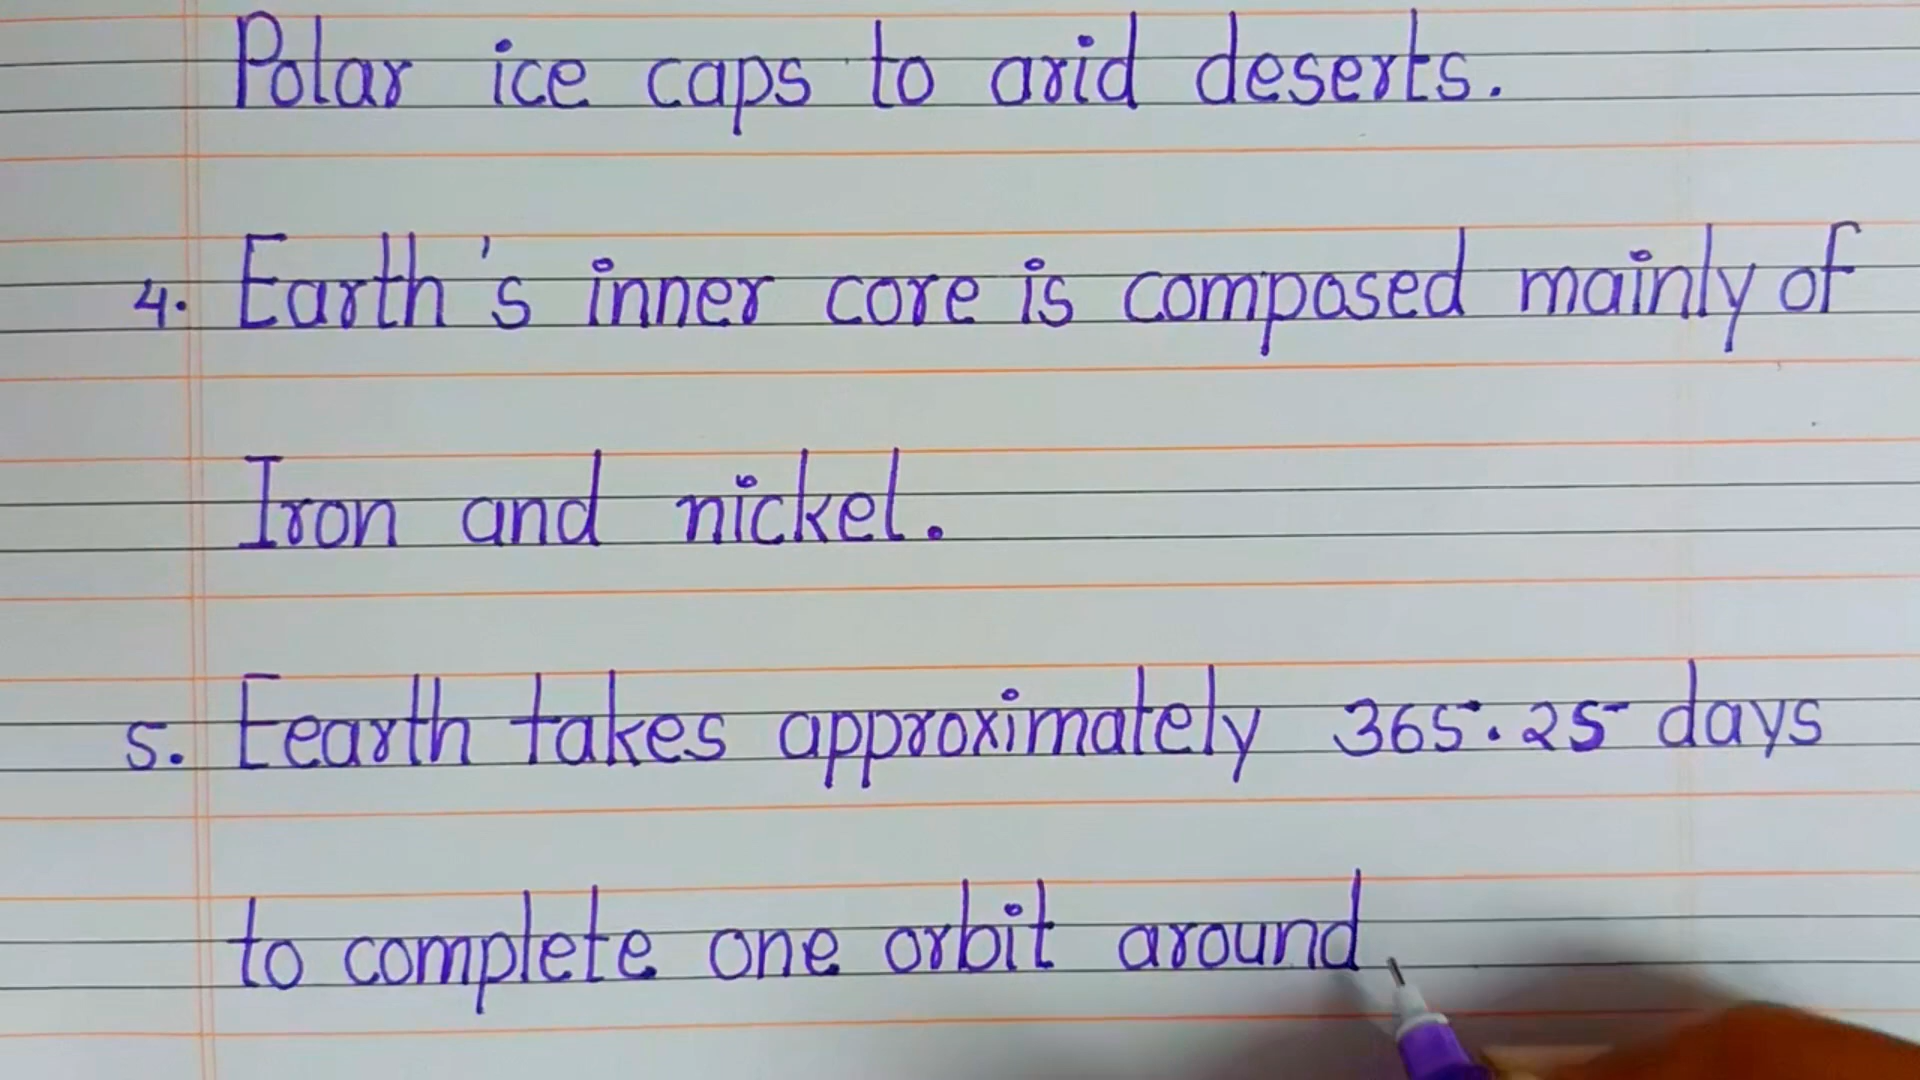 Polar ice caps to arid deserts.
4. Earth's inner core is composed mainly of
Iron and nickel.
5. Eearth takes approximately 365.25 days
to complete one orbit around